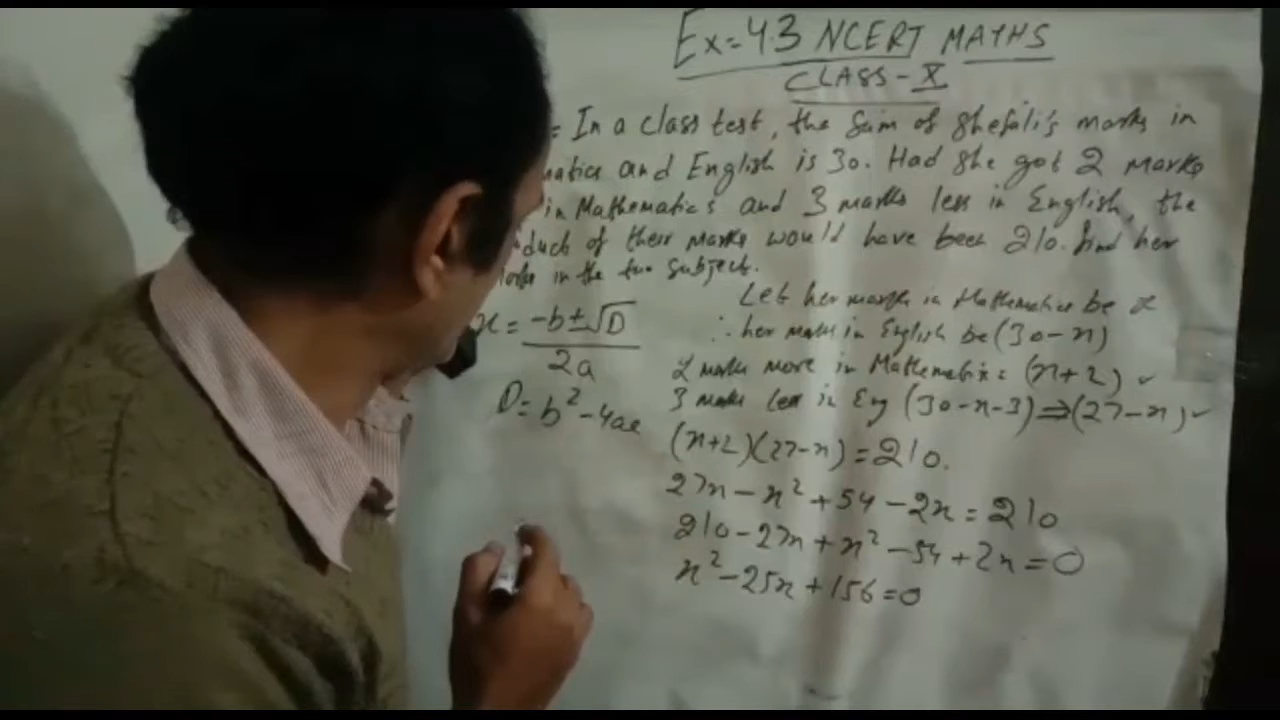 Ex=4.3 NCERT MATHS
CLASS-X
= In a class test, the Sum of Shefali's marks in
and English is 30. Had She got 2 marks
in Mathematics and 3 marks less in English, the
of their marks would have been 210. find her
in the two Subject.
Let her marks in Mathematics be x
∴ her marks in English be (30-x)
2 marks more in Mathematics = (x+2) ✓
3 marks less in Eng (30-x-3) ⇒ (27-x) ✓
(x+2)(27-x) = 210.
27x - x² + 54 - 2x = 210
210 - 27x + x² - 54 + 2x = 0
x² - 25x + 156 = 0
x = -b±√D
2a
D = b² - 4ac